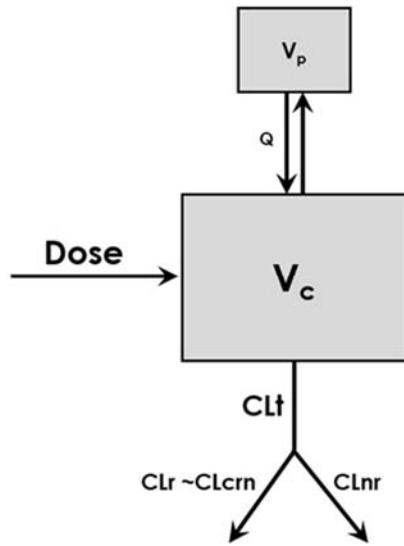 Vp
Q
Dose
Vc
CLt
CLr ~CLcrn
CLnr